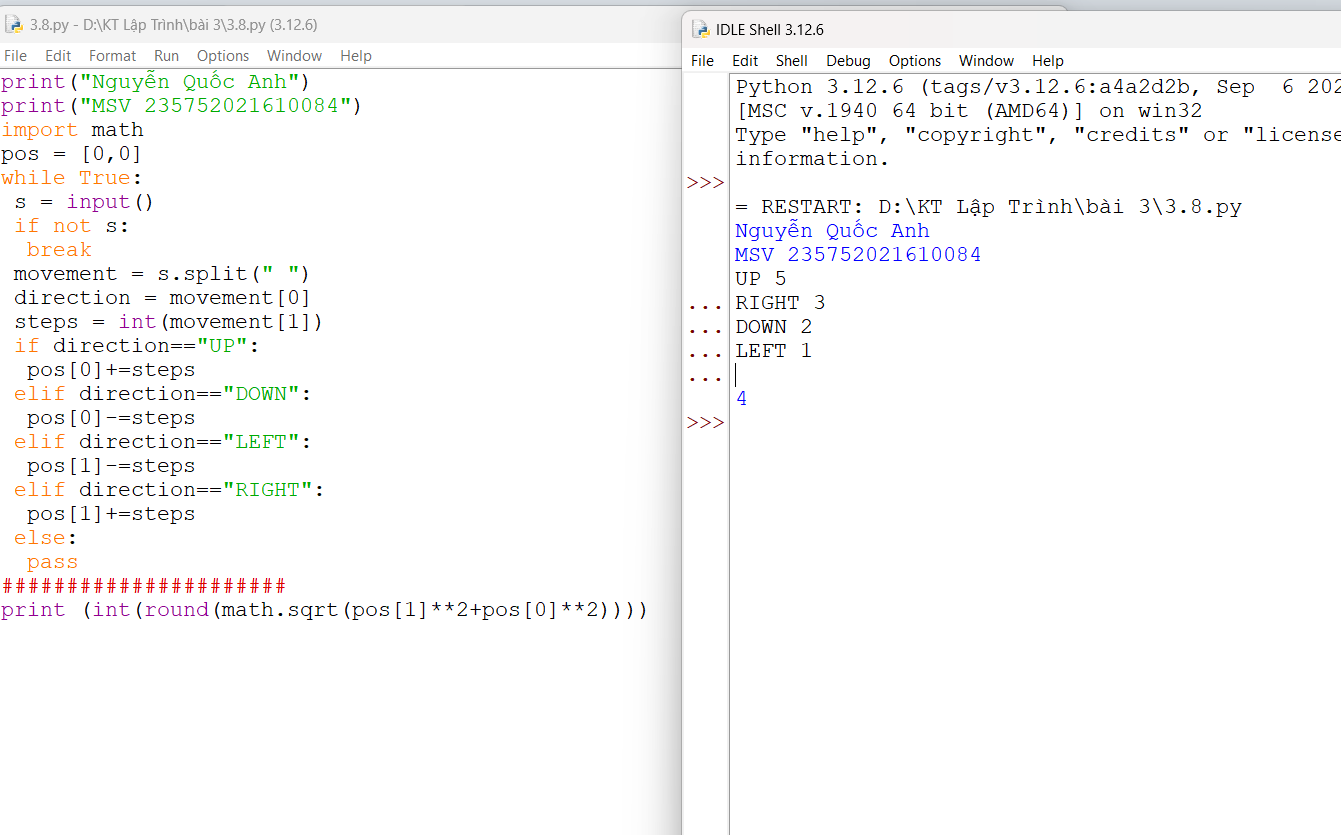 3.8.py - D:\KT Lập Trình\bài 3\3.8.py (3.12.6)
File Edit Format Run Options Window Help
print("Nguyễn Quốc Anh")
print("MSV 235752021610084")
import math
pos = [0,0]
while True:
 s = input()
 if not s:
  break
 movement = s.split(" ")
 direction = movement[0]
 steps = int(movement[1])
 if direction=="UP":
  pos[0]+=steps
 elif direction=="DOWN":
  pos[0]-=steps
 elif direction=="LEFT":
  pos[1]-=steps
 elif direction=="RIGHT":
  pos[1]+=steps
 else:
  pass
######################
print (int(round(math.sqrt(pos[1]**2+pos[0]**2))))
IDLE Shell 3.12.6
File Edit Shell Debug Options Window Help
Python 3.12.6 (tags/v3.12.6:a4a2d2b, Sep  6 202
[MSC v.1940 64 bit (AMD64)] on win32
Type "help", "copyright", "credits" or "license
information.
>>>
= RESTART: D:\KT Lập Trình\bài 3\3.8.py
Nguyễn Quốc Anh
MSV 235752021610084
UP 5
... RIGHT 3
... DOWN 2
... LEFT 1
...
4
>>>